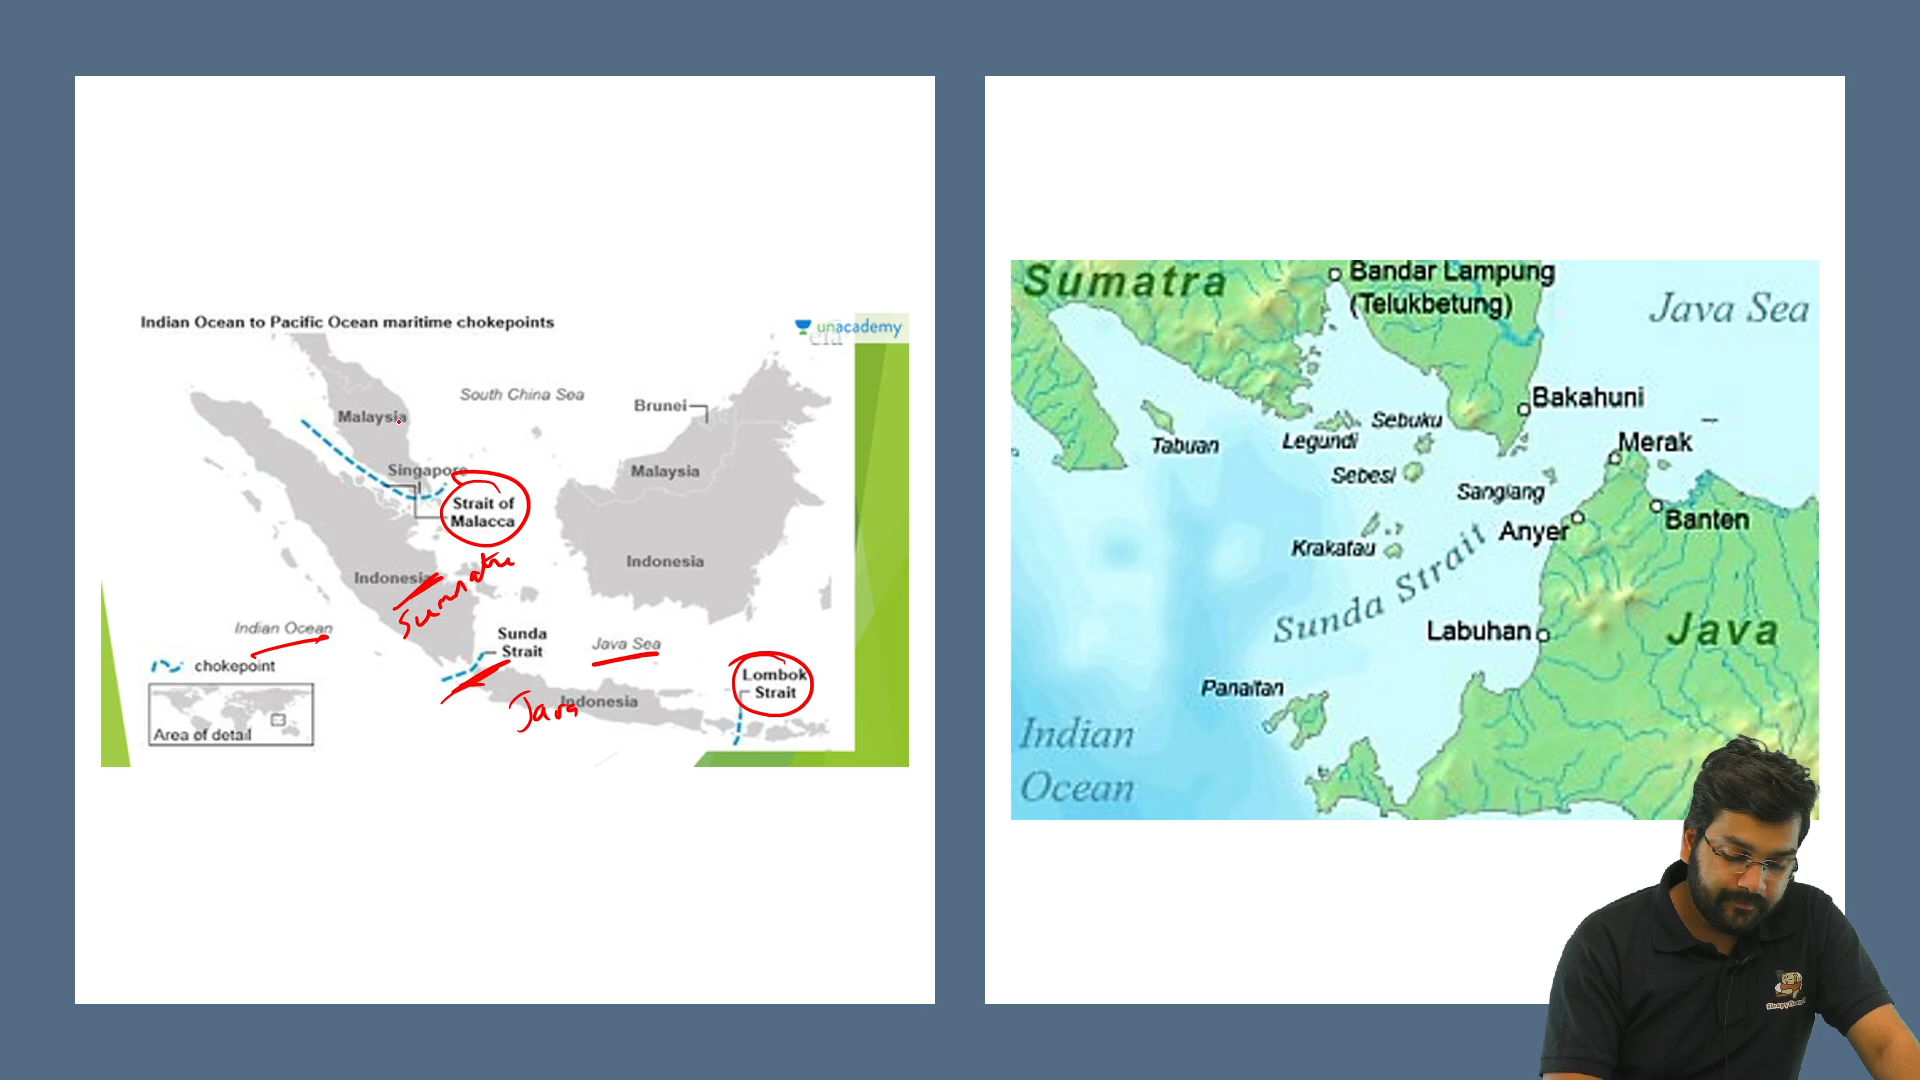 Indian Ocean to Pacific Ocean maritime chokepoints
unacademy
eia
South China Sea
Brunei
Malaysia
Singapore
Malaysia
Strait of
Malacca
Sumatra
Indonesia
Indonesia
Indian Ocean
Sunda
Strait
Java Sea
chokepoint
Lombok
Strait
Java
Indonesia
Area of detail
Sumatra
Bandar Lampung
(Telukbetung)
Java Sea
Bakahuni
Sebuku
Legundi
Tabuan
Merak
Sebesi
Sangiang
Banten
Anyer
Krakatau
Sunda Strait
Labuhan
Java
Panaitan
Indian
Ocean